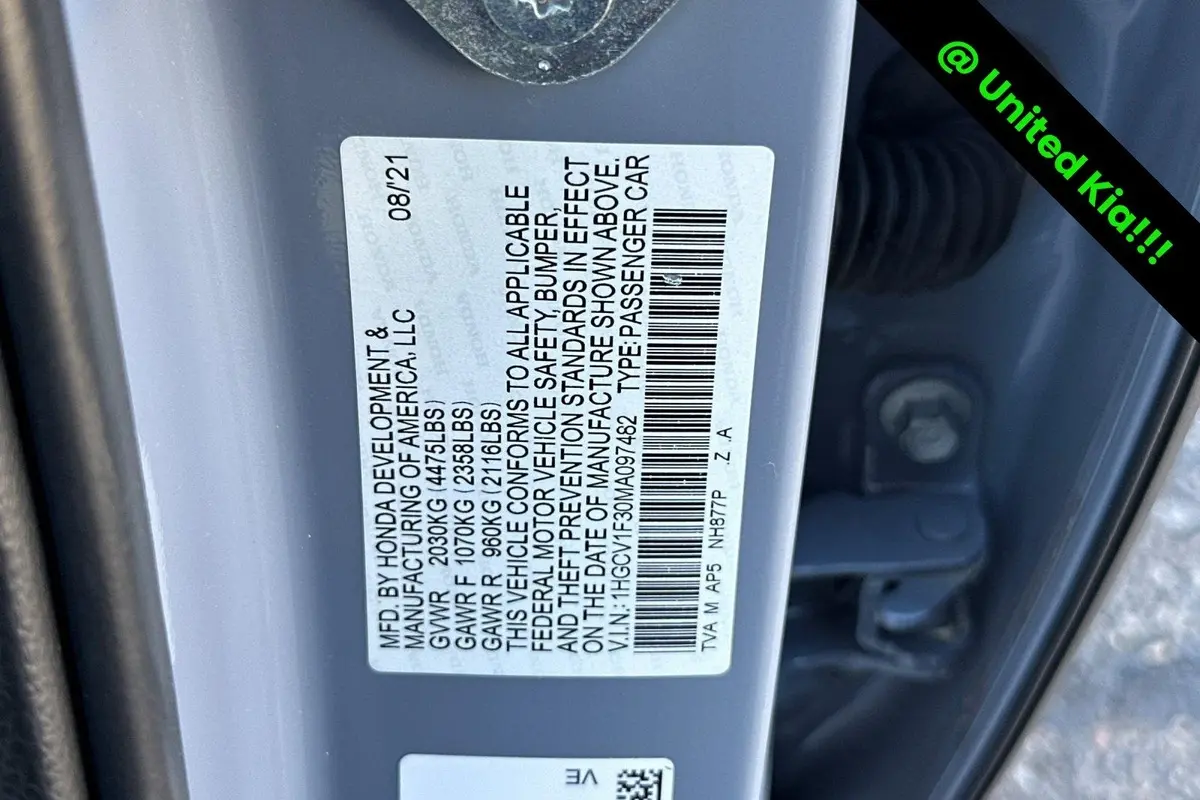 MFD. BY HONDA DEVELOPMENT & 08/'21
MANUFACTURING OF AMERICA, LLC
GVWR 2030KG (4475LBS)
GAWR F 1070KG (2358LBS)
GAWR R 960KG (2116LBS)
THIS VEHICLE CONFORMS TO ALL APPLICABLE
FEDERAL MOTOR VEHICLE SAFETY, BUMPER,
AND THEFT PREVENTION STANDARDS IN EFFECT
ON THE DATE OF MANUFACTURE SHOWN ABOVE.
V.I.N.: 1HGCV1F30MA097462 TYPE: PASSENGER CAR
TVA M AP5 NH877P .Z .A
VE
@ United Kia!!!